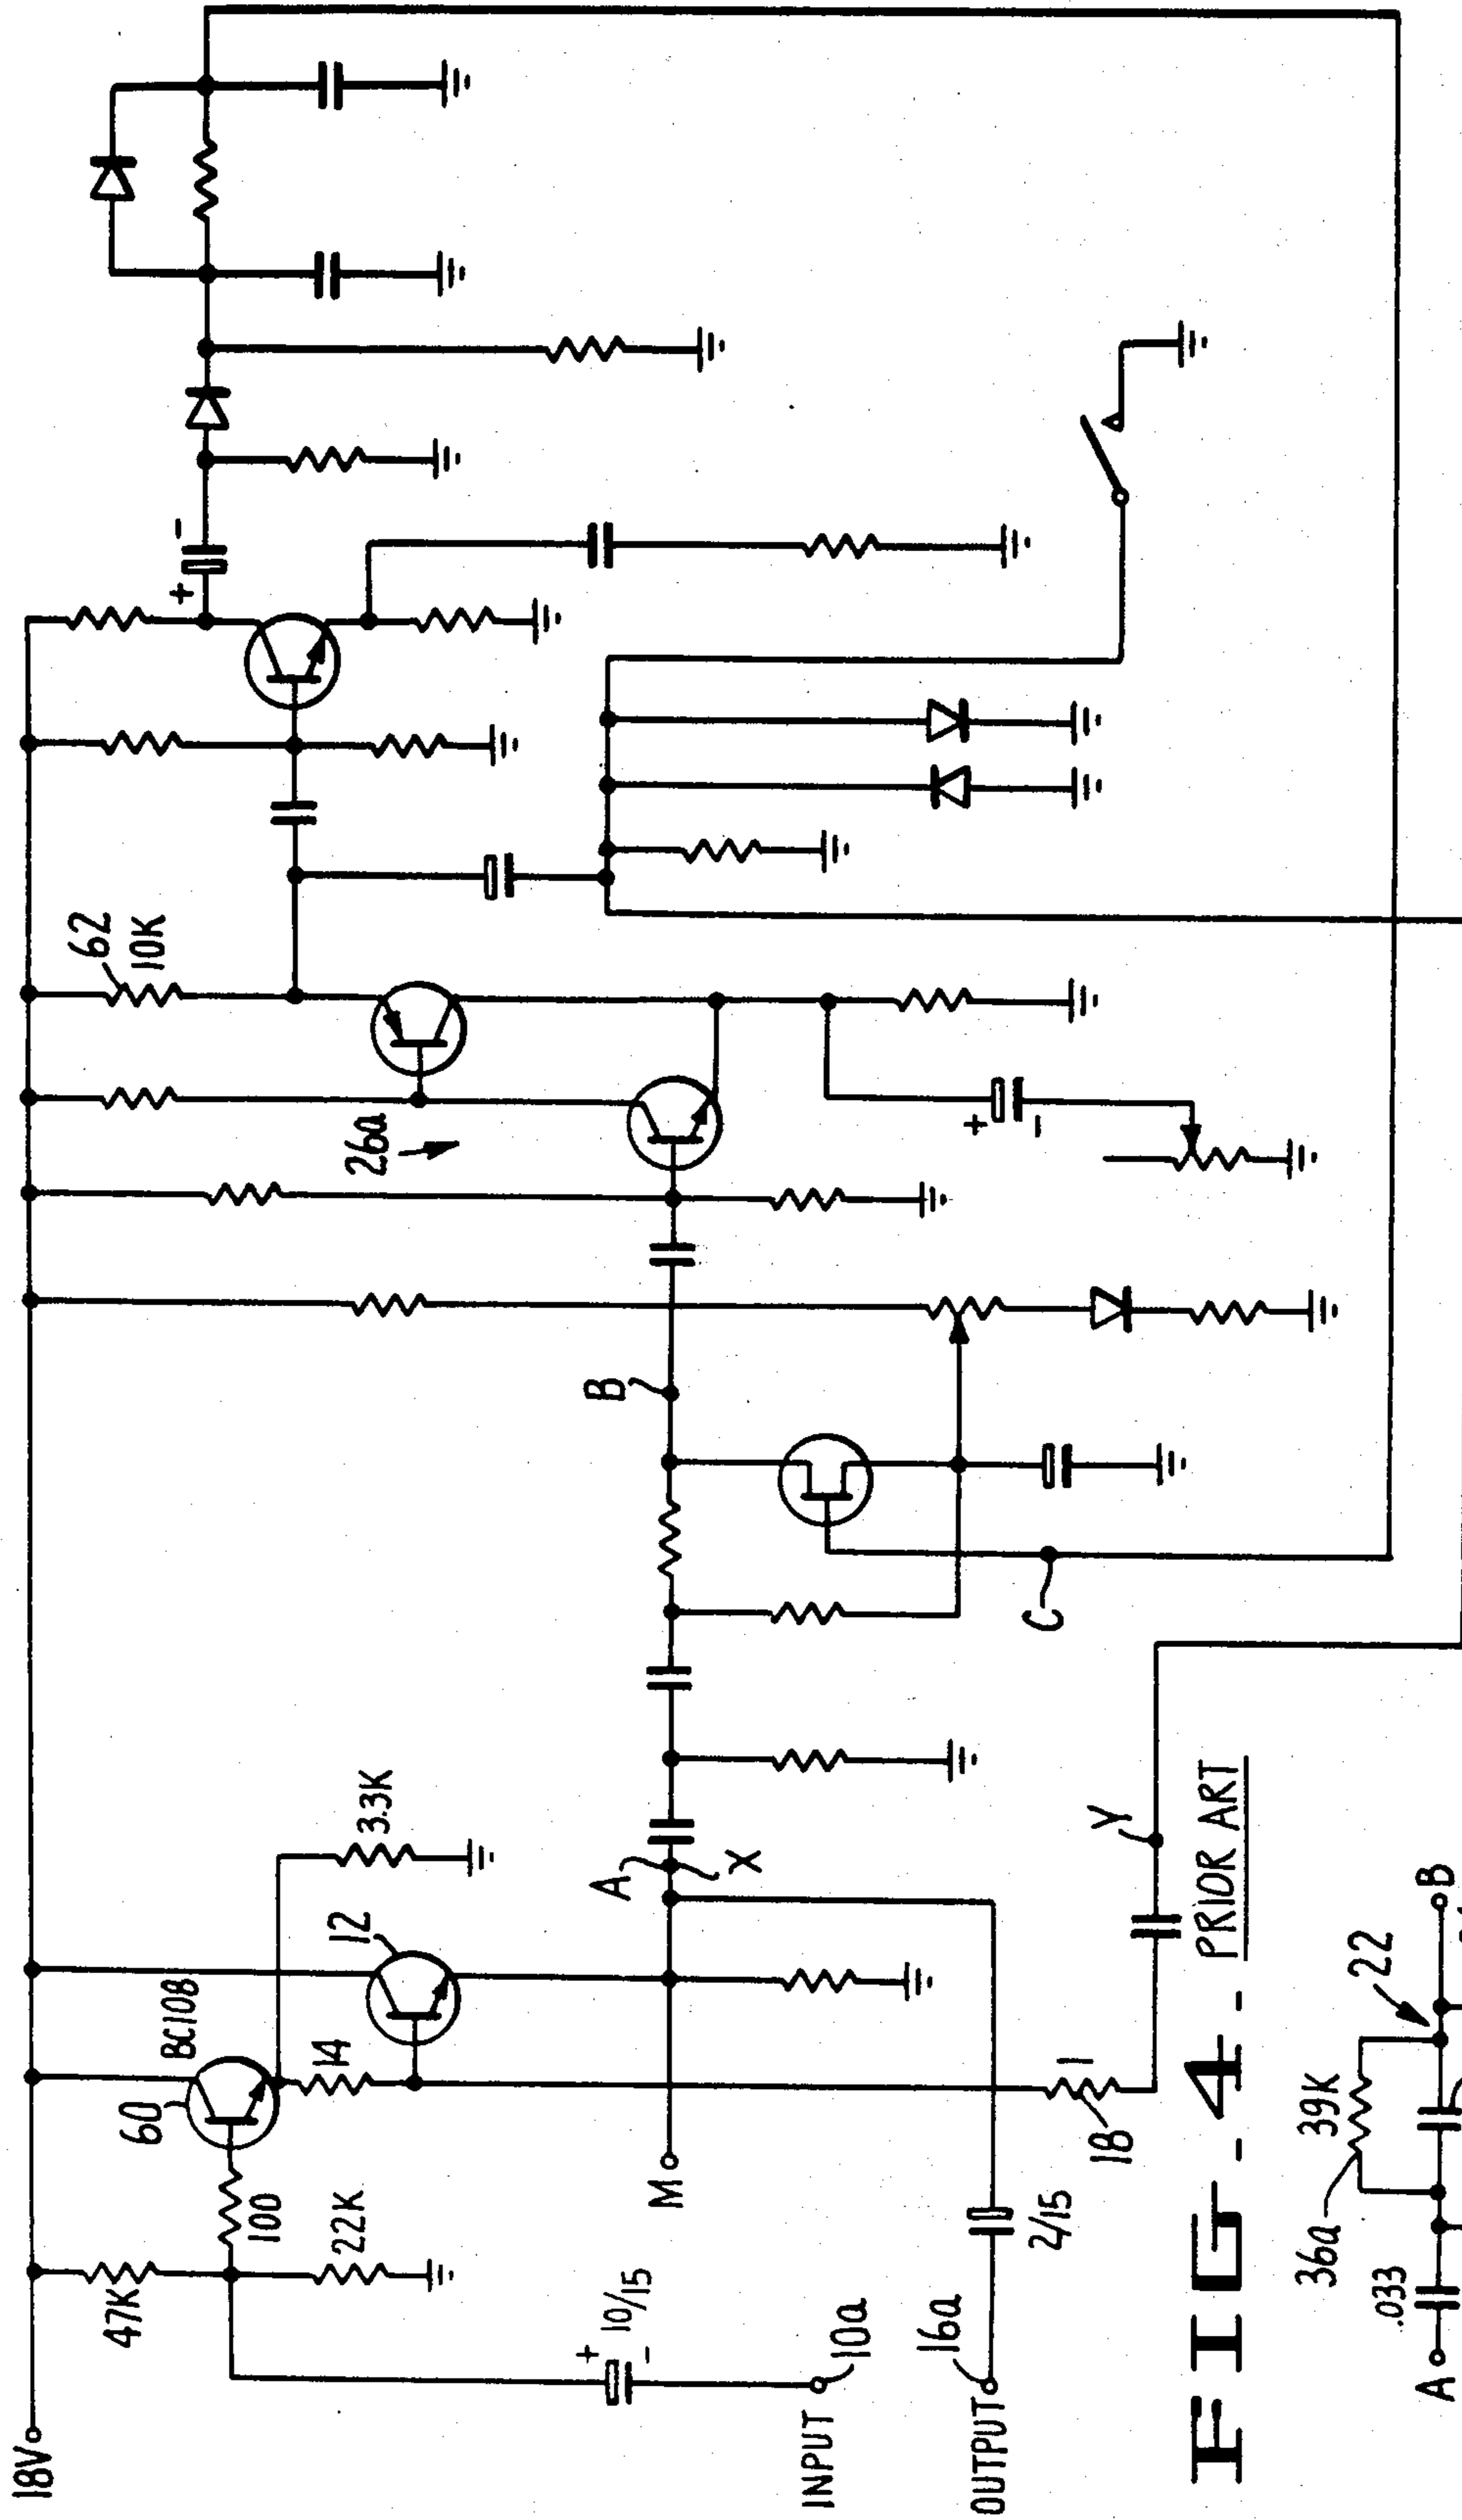 18V
47K
60
BC108
100
22K
14
12
3.3K
+
10/15
-
INPUT
10a
M
A
X
OUTPUT
16a
2/15
18
Y
B
C
26a
62
10K
+
-
+
-
FIG-4- PRIOR ART
A
.033
36a
39K
22
B